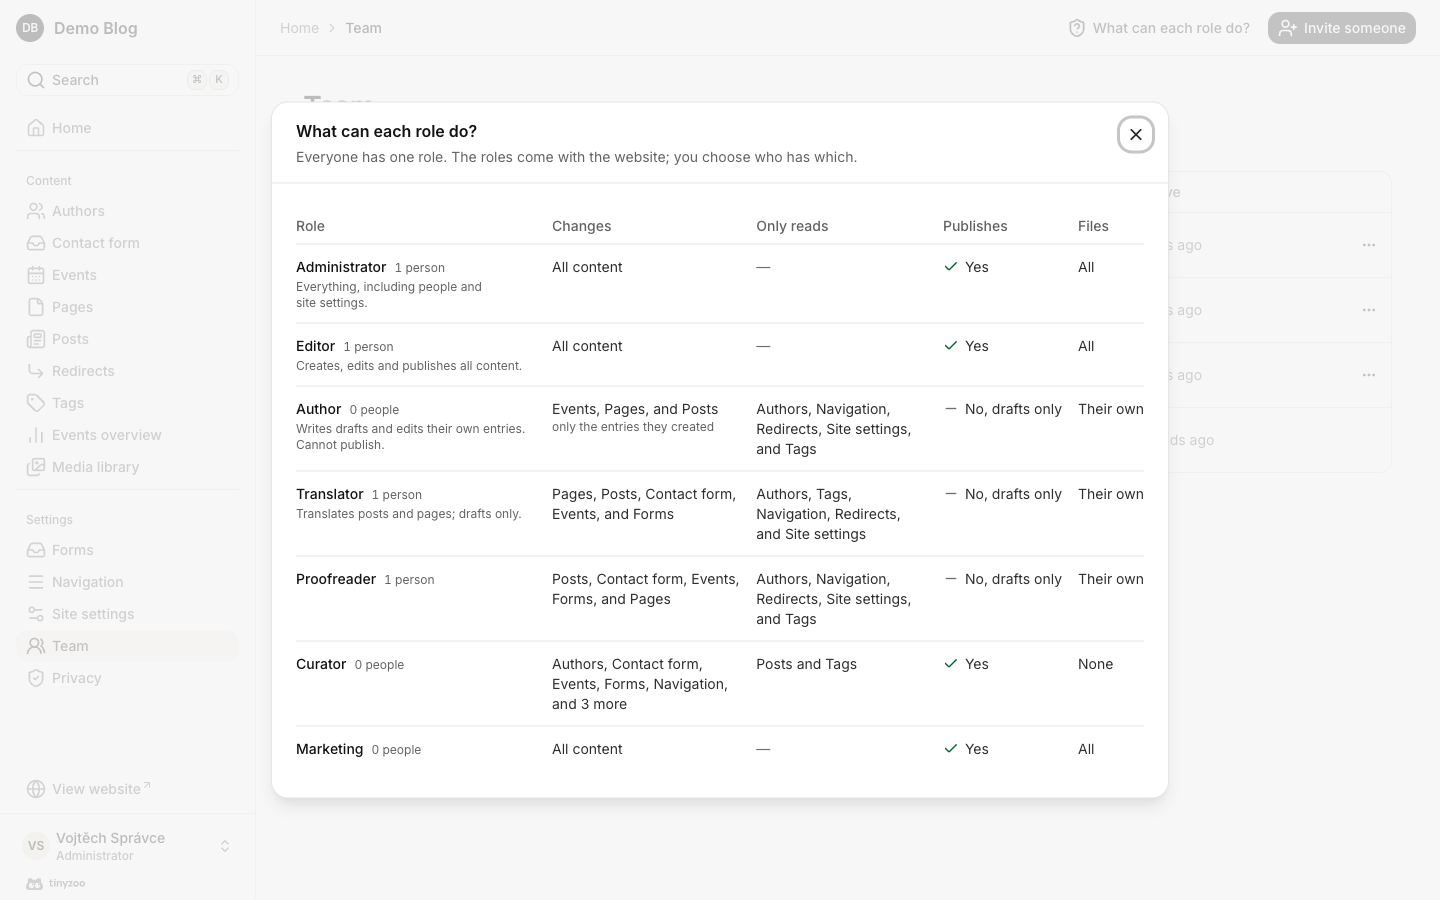 DB Demo Blog
Search ⌘ K
Home
Content
Authors
Contact form
Events
Pages
Posts
Redirects
Tags
Events overview
Media library
Settings
Forms
Navigation
Site settings
Team
Privacy
View website
VS Vojtěch Správce
Administrator
tinyzoo
Home Team
What can each role do? Invite someone
Team
What can each role do?
Everyone has one role. The roles come with the website; you choose who has which.
Role Changes Only reads Publishes Files
Administrator 1 person All content — Yes All
Everything, including people and
site settings.
Editor 1 person All content — Yes All
Creates, edits and publishes all content.
Author 0 people Events, Pages, and Posts Authors, Navigation, — No, drafts only Their own
Writes drafts and edits their own entries. only the entries they created Redirects, Site settings,
Cannot publish. and Tags
Translator 1 person Pages, Posts, Contact form, Authors, Tags, — No, drafts only Their own
Translates posts and pages; drafts only. Events, and Forms Navigation, Redirects,
and Site settings
Proofreader 1 person Posts, Contact form, Events, Authors, Navigation, — No, drafts only Their own
Forms, and Pages Redirects, Site settings,
and Tags
Curator 0 people Authors, Contact form, Posts and Tags Yes None
Events, Forms, Navigation,
and 3 more
Marketing 0 people All content — Yes All
ve
s ago
s ago
s ago
ds ago